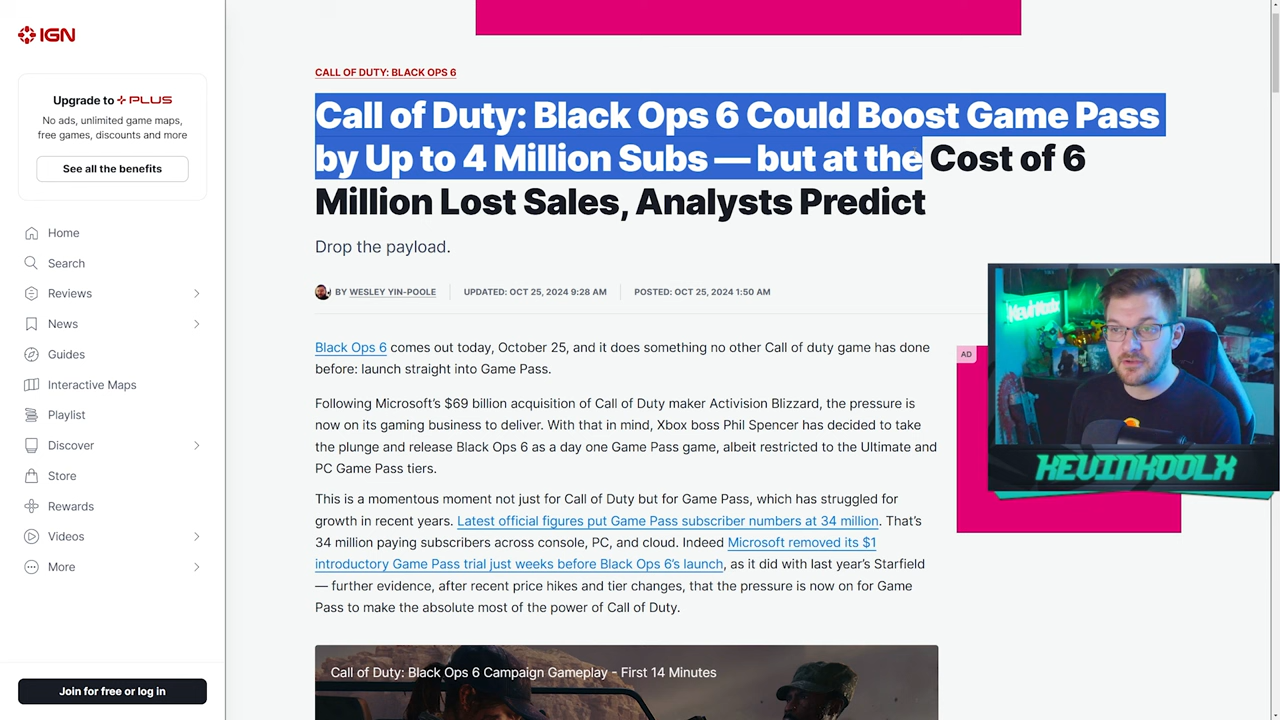 IGN
Upgrade to PLUS
No ads, unlimited game maps,
free games, discounts and more
See all the benefits
Home
Search
Reviews
News
Guides
Interactive Maps
Playlist
Discover
Store
Rewards
Videos
More
Join for free or log in
CALL OF DUTY: BLACK OPS 6
Call of Duty: Black Ops 6 Could Boost Game Pass
by Up to 4 Million Subs — but at the Cost of 6
Million Lost Sales, Analysts Predict
Drop the payload.
BY WESLEY YIN-POOLE
UPDATED: OCT 25, 2024 9:28 AM
POSTED: OCT 25, 2024 1:50 AM
Black Ops 6 comes out today, October 25, and it does something no other Call of duty game has done
before: launch straight into Game Pass.
Following Microsoft's $69 billion acquisition of Call of Duty maker Activision Blizzard, the pressure is
now on its gaming business to deliver. With that in mind, Xbox boss Phil Spencer has decided to take
the plunge and release Black Ops 6 as a day one Game Pass game, albeit restricted to the Ultimate and
PC Game Pass tiers.
This is a momentous moment not just for Call of Duty but for Game Pass, which has struggled for
growth in recent years. Latest official figures put Game Pass subscriber numbers at 34 million. That's
34 million paying subscribers across console, PC, and cloud. Indeed Microsoft removed its $1
introductory Game Pass trial just weeks before Black Ops 6's launch, as it did with last year's Starfield
— further evidence, after recent price hikes and tier changes, that the pressure is now on for Game
Pass to make the absolute most of the power of Call of Duty.
Call of Duty: Black Ops 6 Campaign Gameplay - First 14 Minutes
AD
KevinKoolx
KEVINKOOLX